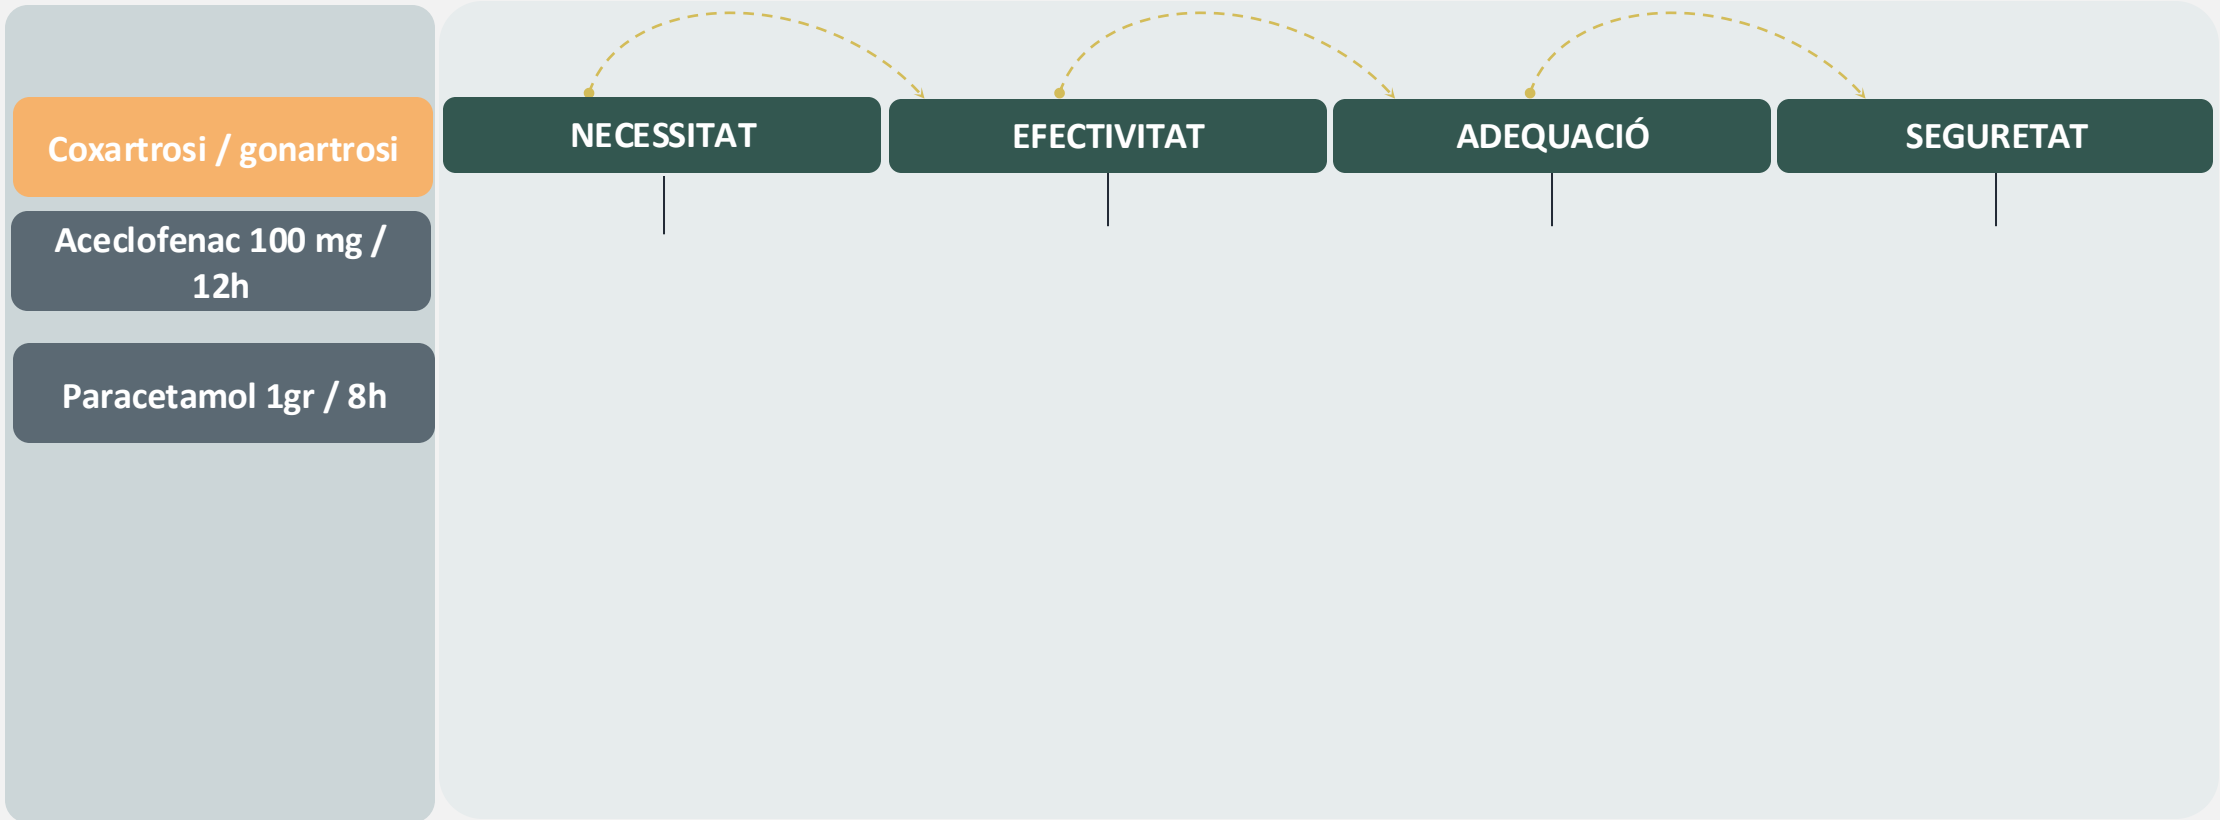 Coxartrosi / gonartrosi
Aceclofenac 100 mg /
12h
Paracetamol 1gr / 8h
NECESSITAT
EFECTIVITAT
ADEQUACIÓ
SEGURETAT